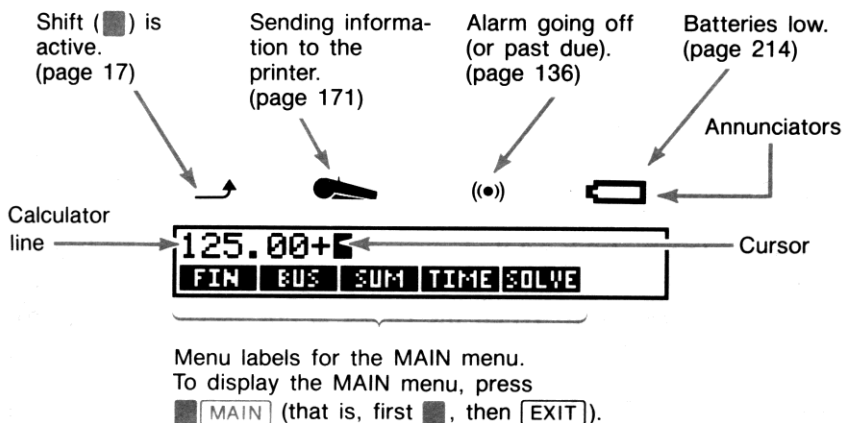 Shift ( ) is
active.
(page 17)
Sending informa-
tion to the
printer.
(page 171)
Alarm going off
(or past due).
(page 136)
Batteries low.
(page 214)
Annunciators
Calculator
line
125.00+
Cursor
FIN BUS SUM TIME SOLVE
Menu labels for the MAIN menu.
To display the MAIN menu, press
MAIN (that is, first , then EXIT).